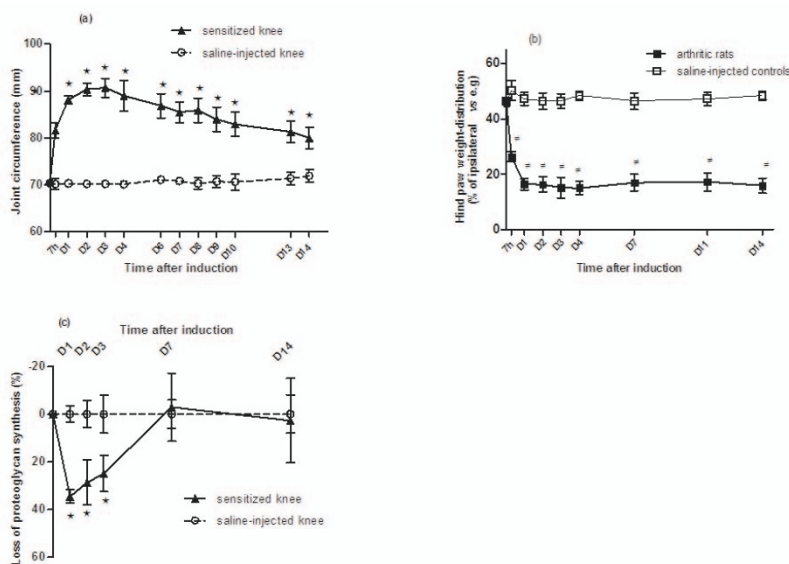 (a)
sensitized knee
saline-injected knee
Joint circumference (mm)
100
90
80
70
60
7h D1 D2 D3 D4 D6 D7 D8 D9 D10 D13 D14
Time after induction
(b)
arthritic rats
saline-injected controls
Hind paw weight-distribution
(% of ipsilateral vs e.g)
60
40
20
0
7h D1 D2 D3 D4 D7 D11 D14
Time after induction
(c)
Time after induction
D1 D2 D3 D7 D14
Loss of proteoglycan synthesis (%)
-20
0
20
40
60
sensitized knee
saline-injected knee